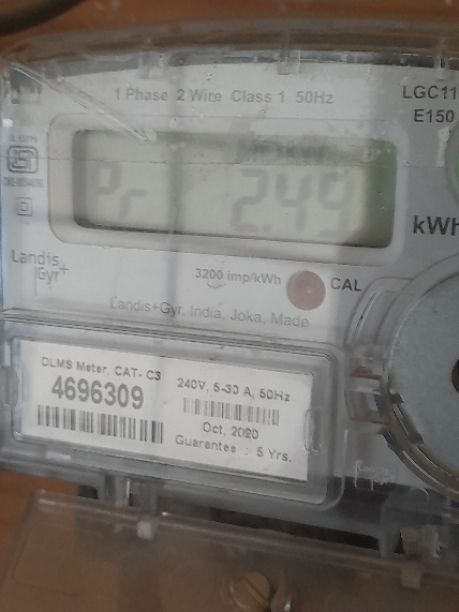 1 Phase 2 Wire Class 1 50Hz
LGC11
E150
MD kW
Pr 2.49
kWh
Landis
Gyr+
3200 imp/kWh
CAL
Landis+Gyr, India, Joka, Made
DLMS Meter, CAT- C3
4696309
240V, 5-30 A, 50Hz
Oct, 2020
Guarantee : 5 Yrs.